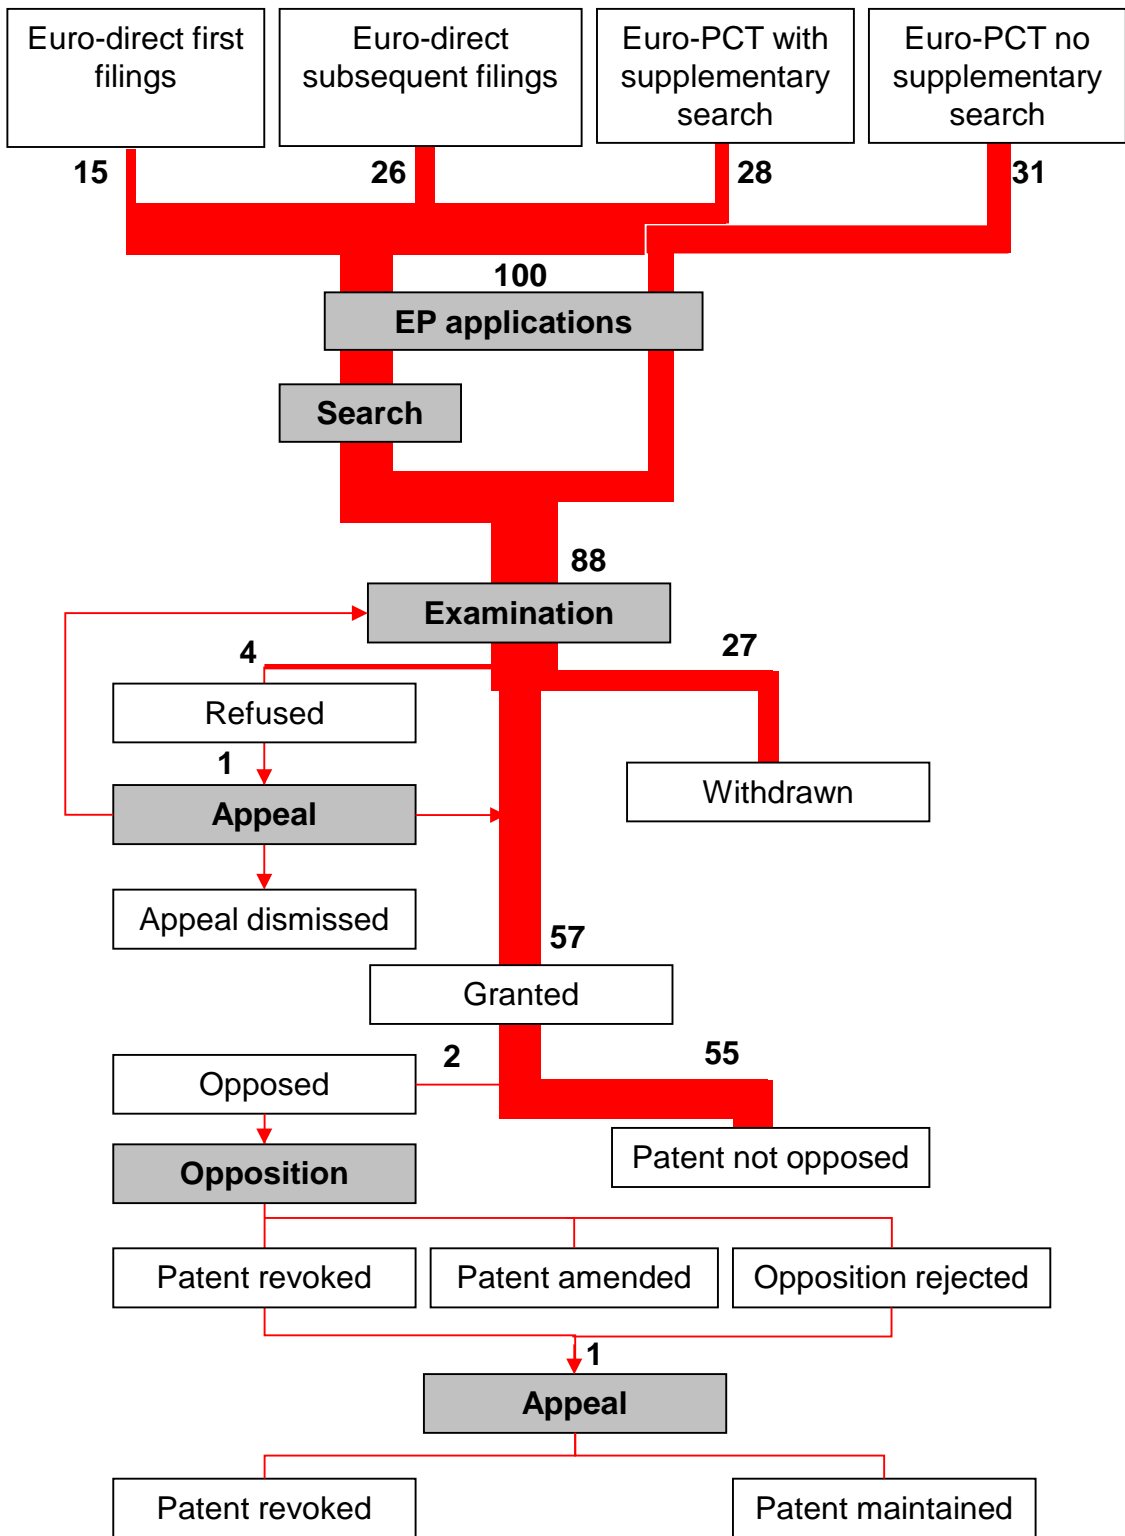 Euro-direct first
filings
Euro-direct
subsequent filings
Euro-PCT with
supplementary
search
Euro-PCT no
supplementary
search
15
26
28
31
100
EP applications
Search
88
Examination
4
27
Refused
1
Withdrawn
Appeal
Appeal dismissed
57
Granted
2
55
Opposed
Patent not opposed
Opposition
Patent revoked
Patent amended
Opposition rejected
1
Appeal
Patent revoked
Patent maintained